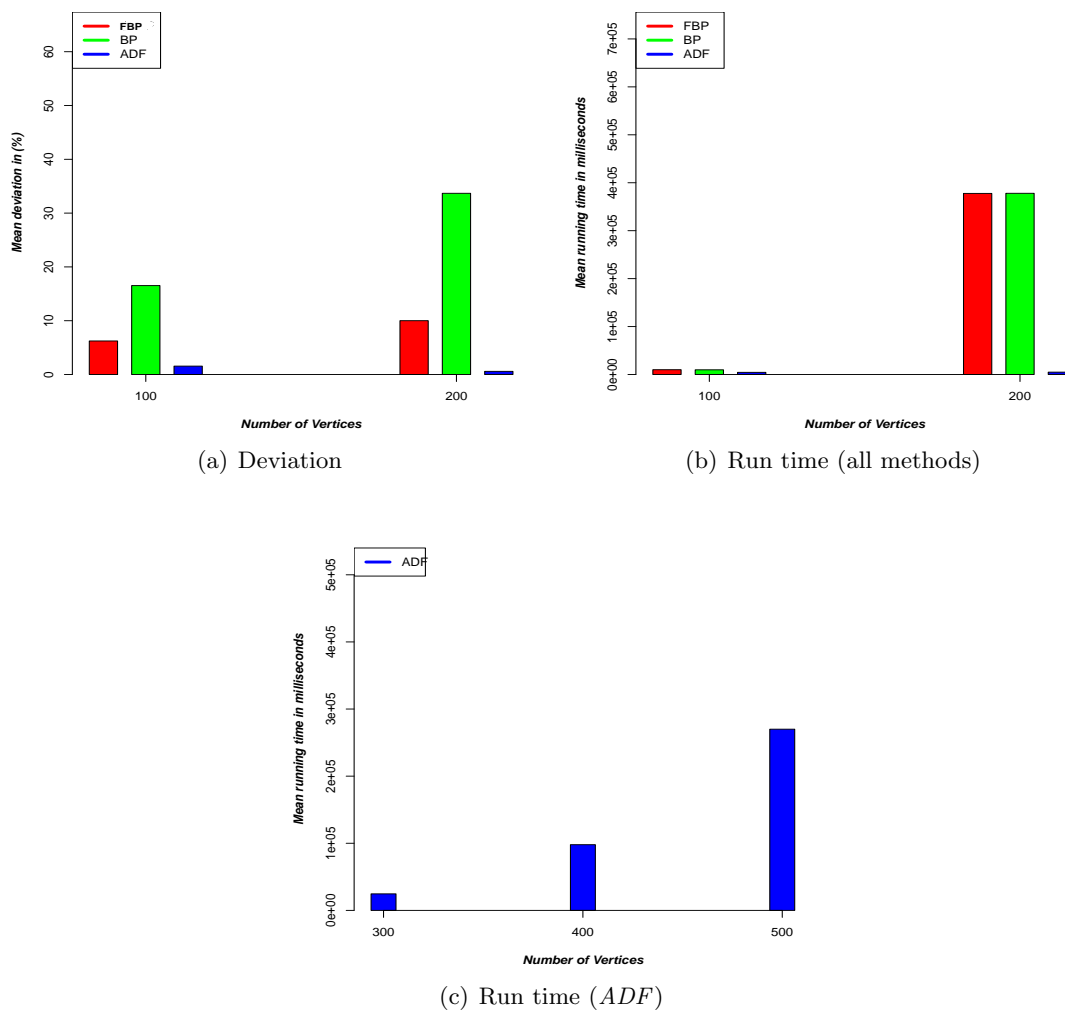 FBP
BP
ADF
60
50
40
30
20
10
0
Mean deviation in (%)
100
200
Number of Vertices
(a) Deviation
FBP
BP
ADF
7e+05
6e+05
5e+05
4e+05
3e+05
2e+05
1e+05
0e+00
Mean running time in milliseconds
100
200
Number of Vertices
(b) Run time (all methods)
ADF
5e+05
4e+05
3e+05
2e+05
1e+05
0e+00
Mean running time in milliseconds
300
400
500
Number of Vertices
(c) Run time (ADF)